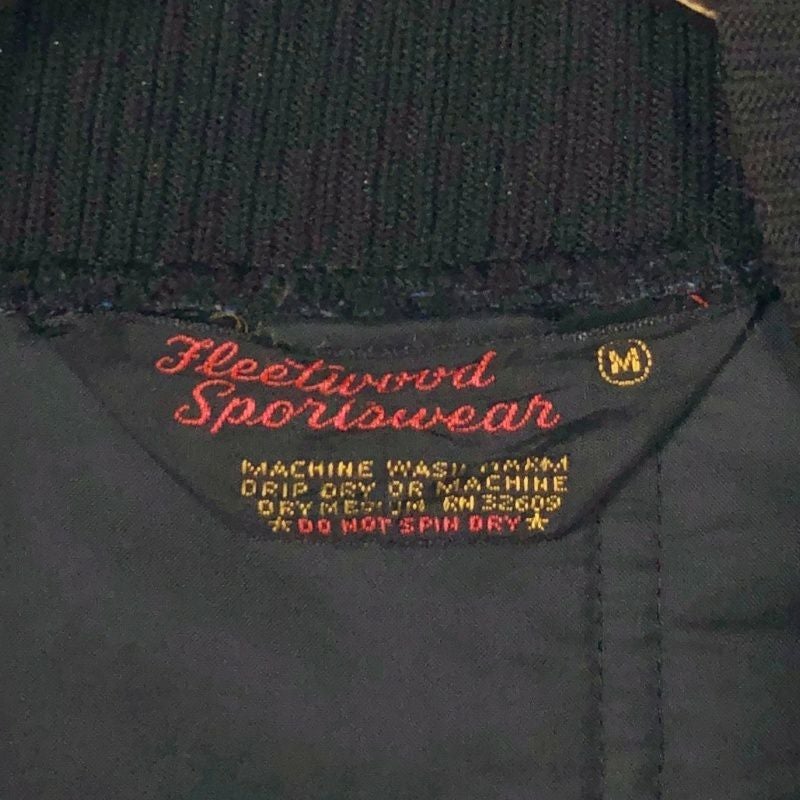 Fleetwood
Sportswear
M
MACHINE WASH WARM
DRIP DRY OR MACHINE
DRY MEDIUM RN 32609
☆DO NOT SPIN DRY☆